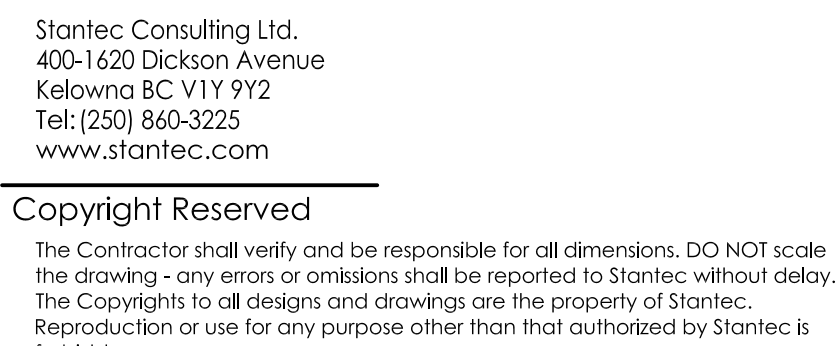 Stantec Consulting Ltd.
400-1620 Dickson Avenue
Kelowna BC V1Y 9Y2
Tel: (250) 860-3225
www.stantec.com
Copyright Reserved
The Contractor shall verify and be responsible for all dimensions. DO NOT scale
the drawing - any errors or omissions shall be reported to Stantec without delay.
The Copyrights to all designs and drawings are the property of Stantec.
Reproduction or use for any purpose other than that authorized by Stantec is